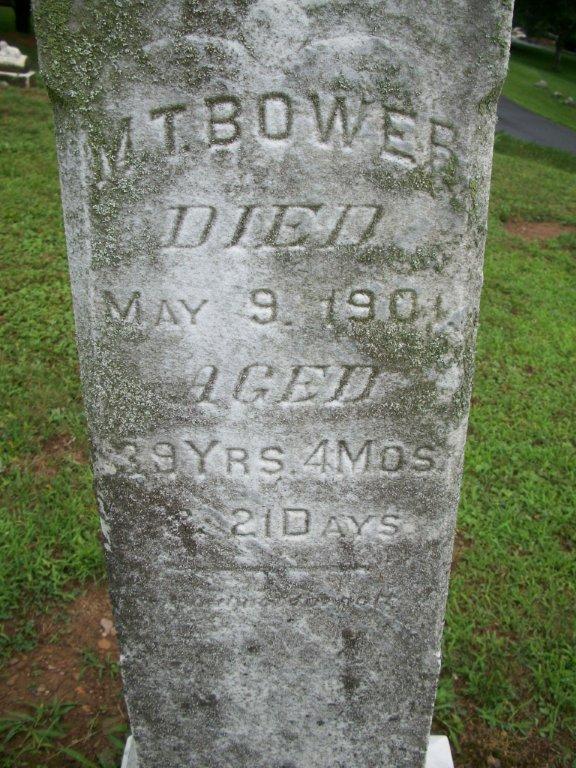 M.T. BOWER
DIED
MAY 9, 1901
AGED
39 YRS, 4 MOS
& 21 DAYS